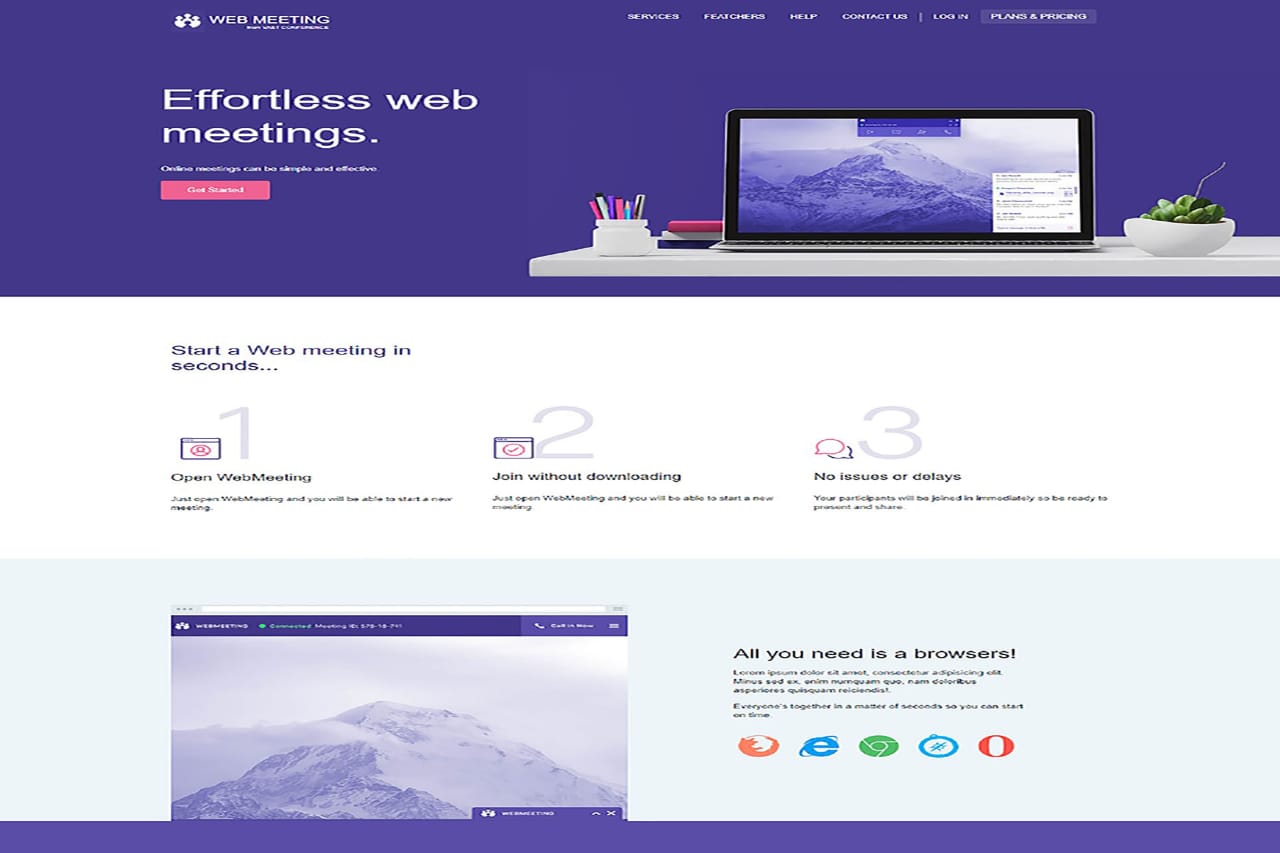 WEB MEETING
SERVICES
FEATCHERS
HELP
CONTACT US
LOG IN
PLANS & PRICING
Effortless web
meetings.
Online meetings can be simple and effective
Get Started
Start a Web meeting in
seconds...
1
2
3
Open WebMeeting
Just open WebMeeting and you will be able to start a new
meeting.
Join without downloading
Just open WebMeeting and you will be able to start a new
meeting
No issues or delays
Your participants will be joined in immediately so be ready to
present and share.
WEBMEETING
Connected Meeting ID: 578-18-741
Call In Now
WEBMEETING
All you need is a browsers!
Lorem ipsum dolor sit amet, consectetur adipisicing elit.
Minus sed ex, enim numquam quo, nam doloribus
asperiores quisquam reiciendis!.
Everyone's together in a matter of seconds so you can start
on time.